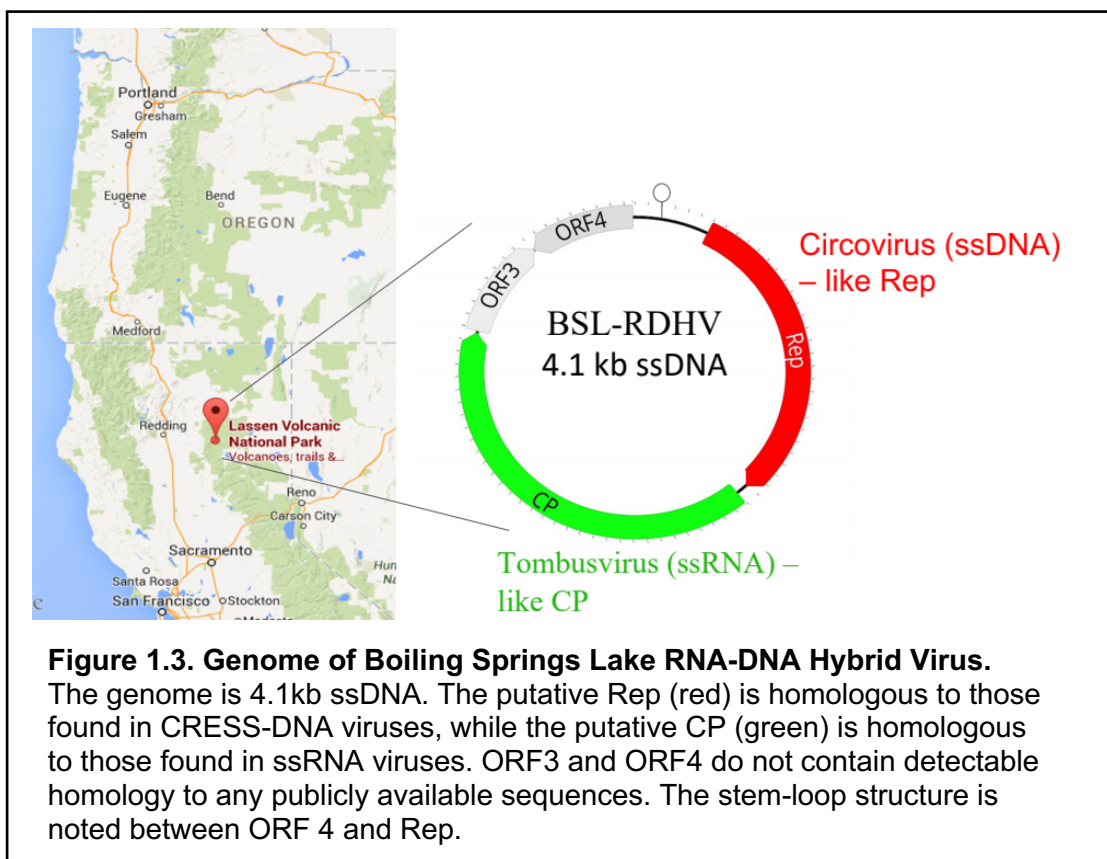 Portland
Gresham
Salem
Eugene
Bend
OREGON
Medford
Redding
Lassen Volcanic
National Park
Volcanoes, trails &...
Reno
Carson City
Sacramento
Santa Rosa
San Francisco
Stockton
ORF4
ORF3
BSL-RDHV
4.1 kb ssDNA
Rep
CP
Circovirus (ssDNA)
– like Rep
Tombusvirus (ssRNA) –
like CP
Figure 1.3. Genome of Boiling Springs Lake RNA-DNA Hybrid Virus.
The genome is 4.1kb ssDNA. The putative Rep (red) is homologous to those
found in CRESS-DNA viruses, while the putative CP (green) is homologous
to those found in ssRNA viruses. ORF3 and ORF4 do not contain detectable
homology to any publicly available sequences. The stem-loop structure is
noted between ORF 4 and Rep.